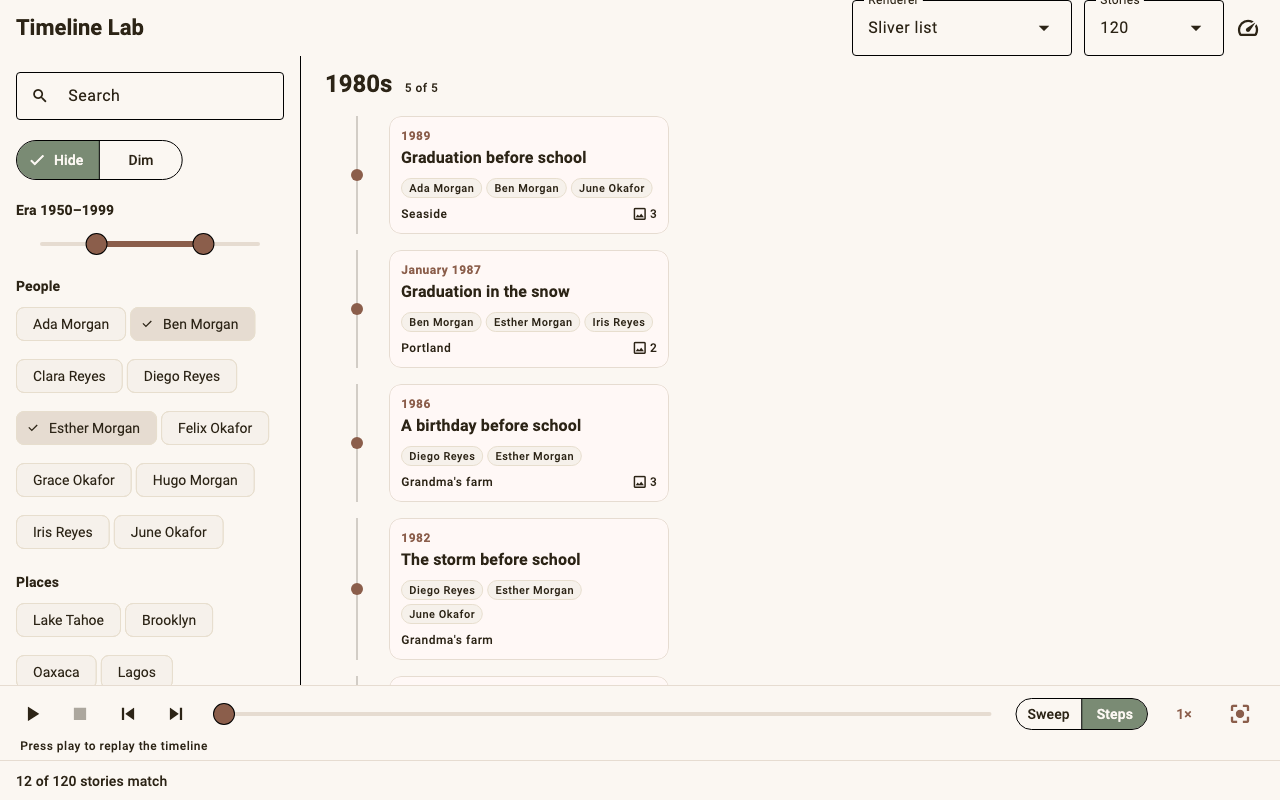 Timeline Lab
Renderer
Sliver list
Stories
120
Search
Hide
Dim
Era 1950–1999
People
Ada Morgan
Ben Morgan
Clara Reyes
Diego Reyes
Esther Morgan
Felix Okafor
Grace Okafor
Hugo Morgan
Iris Reyes
June Okafor
Places
Lake Tahoe
Brooklyn
Oaxaca
Lagos
1980s 5 of 5
1989
Graduation before school
Ada Morgan Ben Morgan June Okafor
Seaside 3
January 1987
Graduation in the snow
Ben Morgan Esther Morgan Iris Reyes
Portland 2
1986
A birthday before school
Diego Reyes Esther Morgan
Grandma's farm 3
1982
The storm before school
Diego Reyes Esther Morgan
June Okafor
Grandma's farm
Sweep Steps 1×
Press play to replay the timeline
12 of 120 stories match